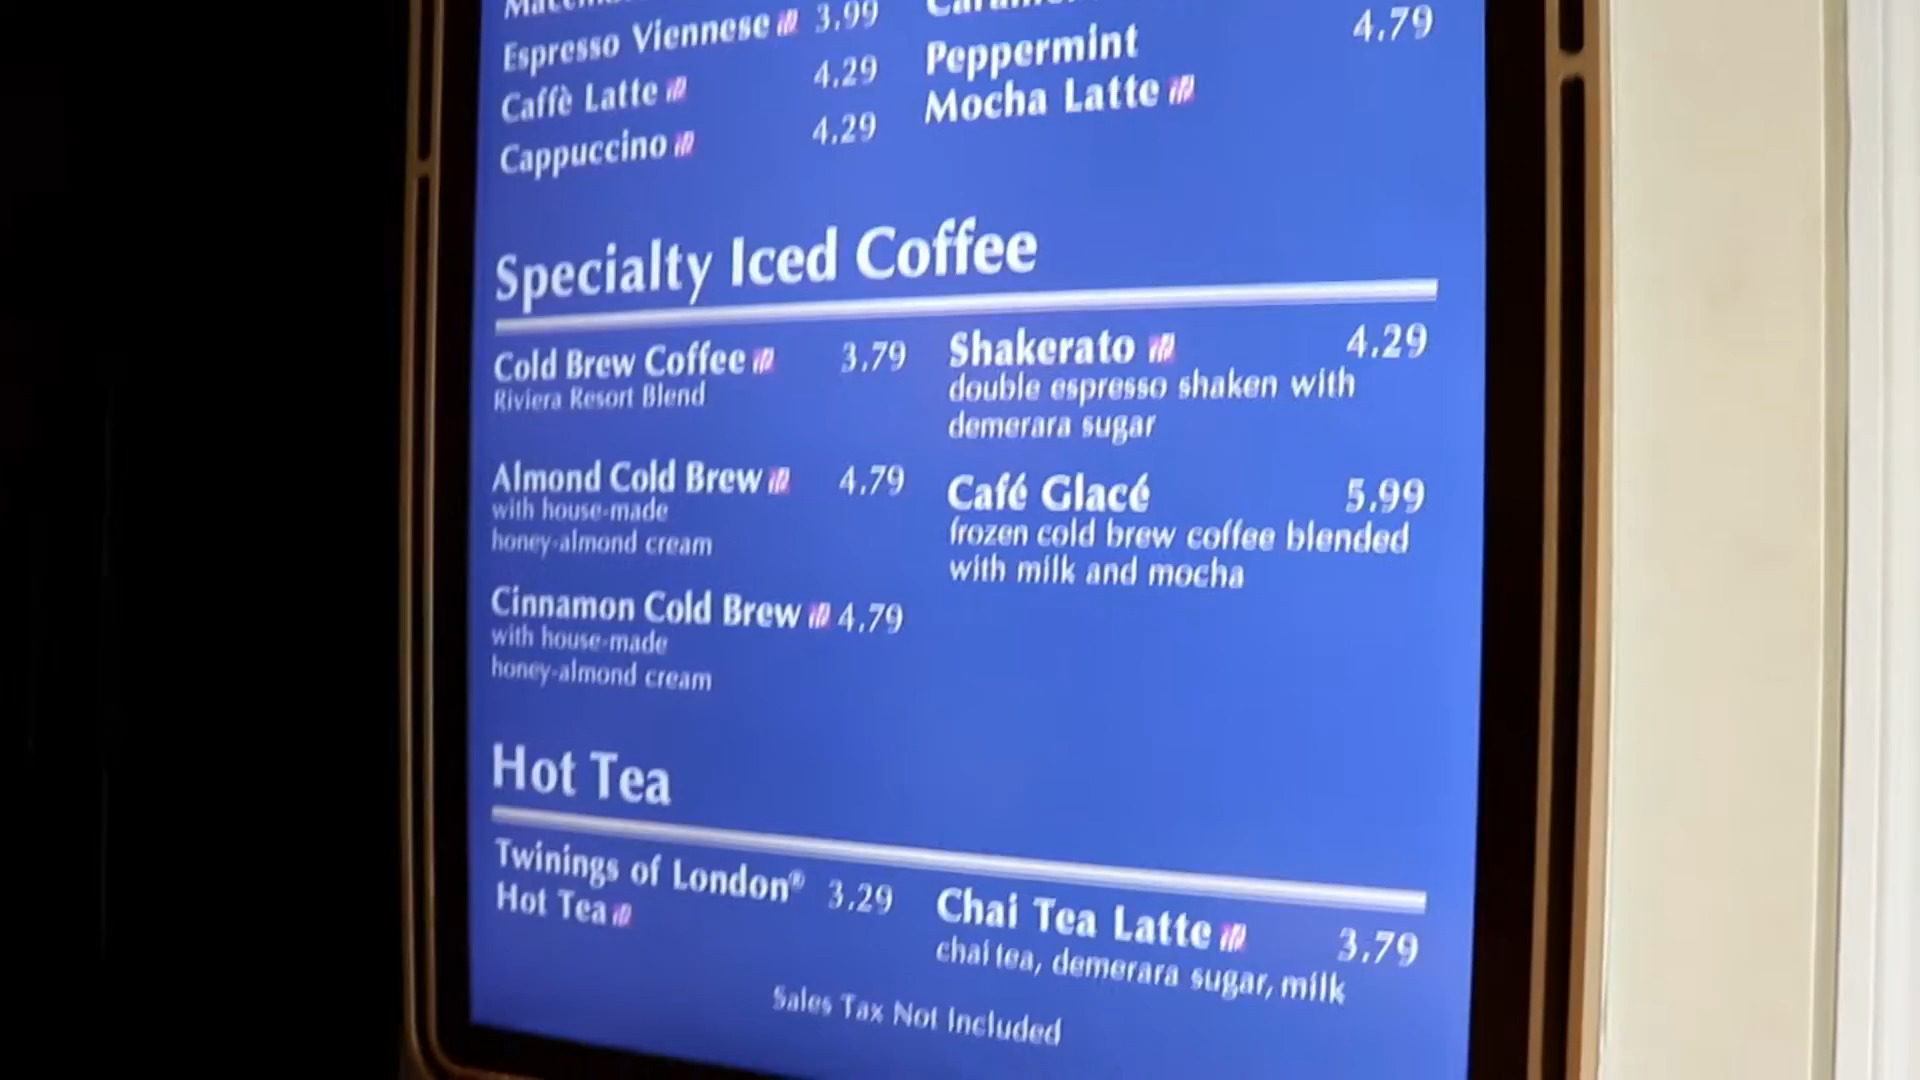 Espresso Viennese 3.99
Caffè Latte 4.29
Cappuccino 4.29
4.79
Peppermint
Mocha Latte
Specialty Iced Coffee
Cold Brew Coffee 3.79
Riviera Resort Blend
Almond Cold Brew 4.79
with house-made
honey-almond cream
Cinnamon Cold Brew 4.79
with house-made
honey-almond cream
Shakerato 4.29
double espresso shaken with
demerara sugar
Café Glacé 5.99
frozen cold brew coffee blended
with milk and mocha
Hot Tea
Twinings of London® 3.29
Hot Tea
Chai Tea Latte 3.79
chai tea, demerara sugar, milk
Sales Tax Not Included